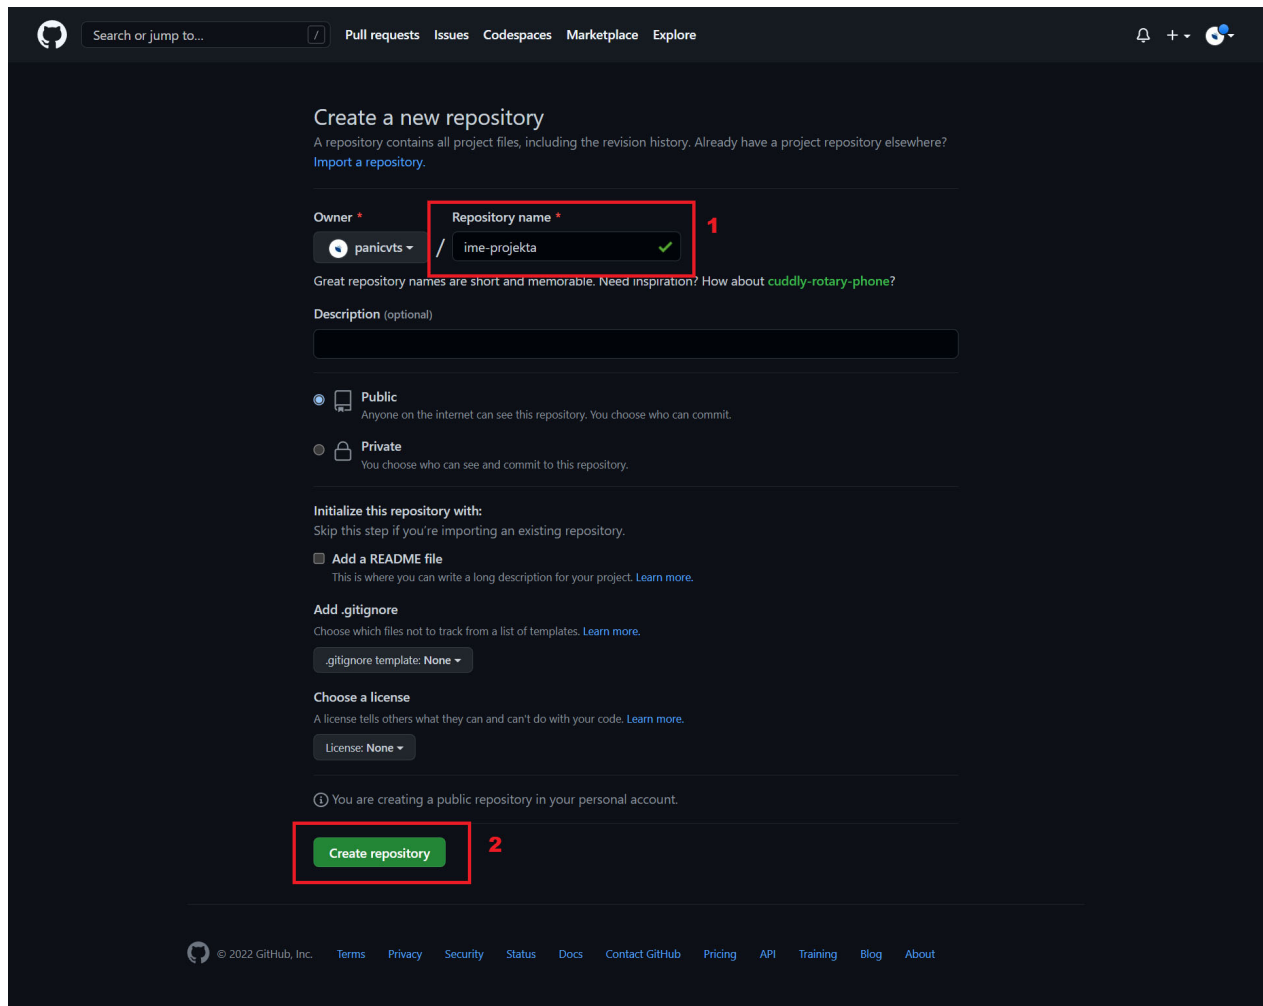 Search or jump to... / Pull requests Issues Codespaces Marketplace Explore
Create a new repository
A repository contains all project files, including the revision history. Already have a project repository elsewhere?
Import a repository.
Owner * Repository name *
1
panicvts / ime-projekta
Great repository names are short and memorable. Need inspiration? How about cuddly-rotary-phone?
Description (optional)
Public
Anyone on the internet can see this repository. You choose who can commit.
Private
You choose who can see and commit to this repository.
Initialize this repository with:
Skip this step if you're importing an existing repository.
Add a README file
This is where you can write a long description for your project. Learn more.
Add .gitignore
Choose which files not to track from a list of templates. Learn more.
.gitignore template: None
Choose a license
A license tells others what they can and can't do with your code. Learn more.
License: None
You are creating a public repository in your personal account.
2
Create repository
© 2022 GitHub, Inc. Terms Privacy Security Status Docs Contact GitHub Pricing API Training Blog About